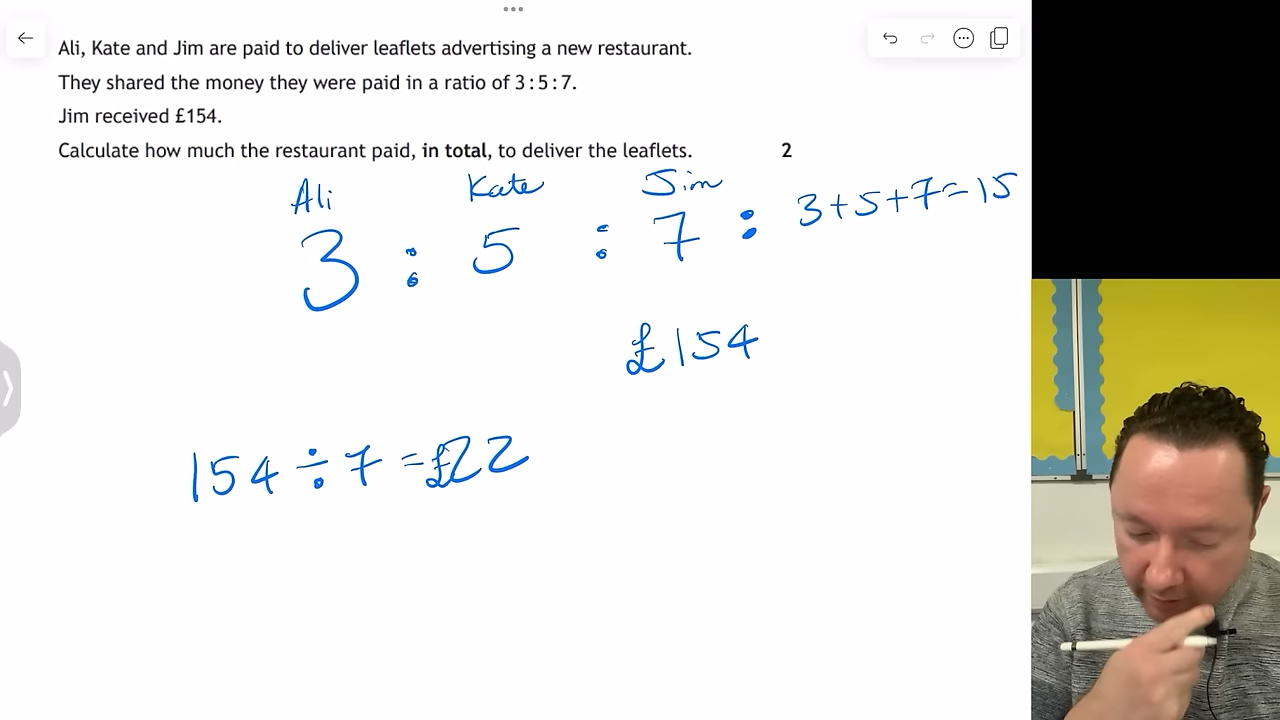 Ali, Kate and Jim are paid to deliver leaflets advertising a new restaurant.
They shared the money they were paid in a ratio of 3:5:7.
Jim received £154.
Calculate how much the restaurant paid, in total, to deliver the leaflets. 2
Ali Kate Jim
3 : 5 : 7 : 3+5+7=15
£154
154 ÷ 7 = £22